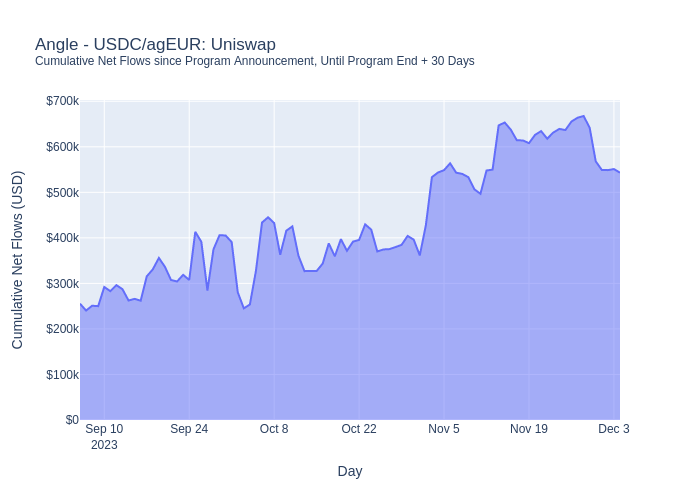 Angle - USDC/agEUR: Uniswap
Cumulative Net Flows since Program Announcement, Until Program End + 30 Days
$700k
$600k
$500k
$400k
$300k
$200k
$100k
$0
Cumulative Net Flows (USD)
Sep 10
2023
Sep 24
Oct 8
Oct 22
Nov 5
Nov 19
Dec 3
Day